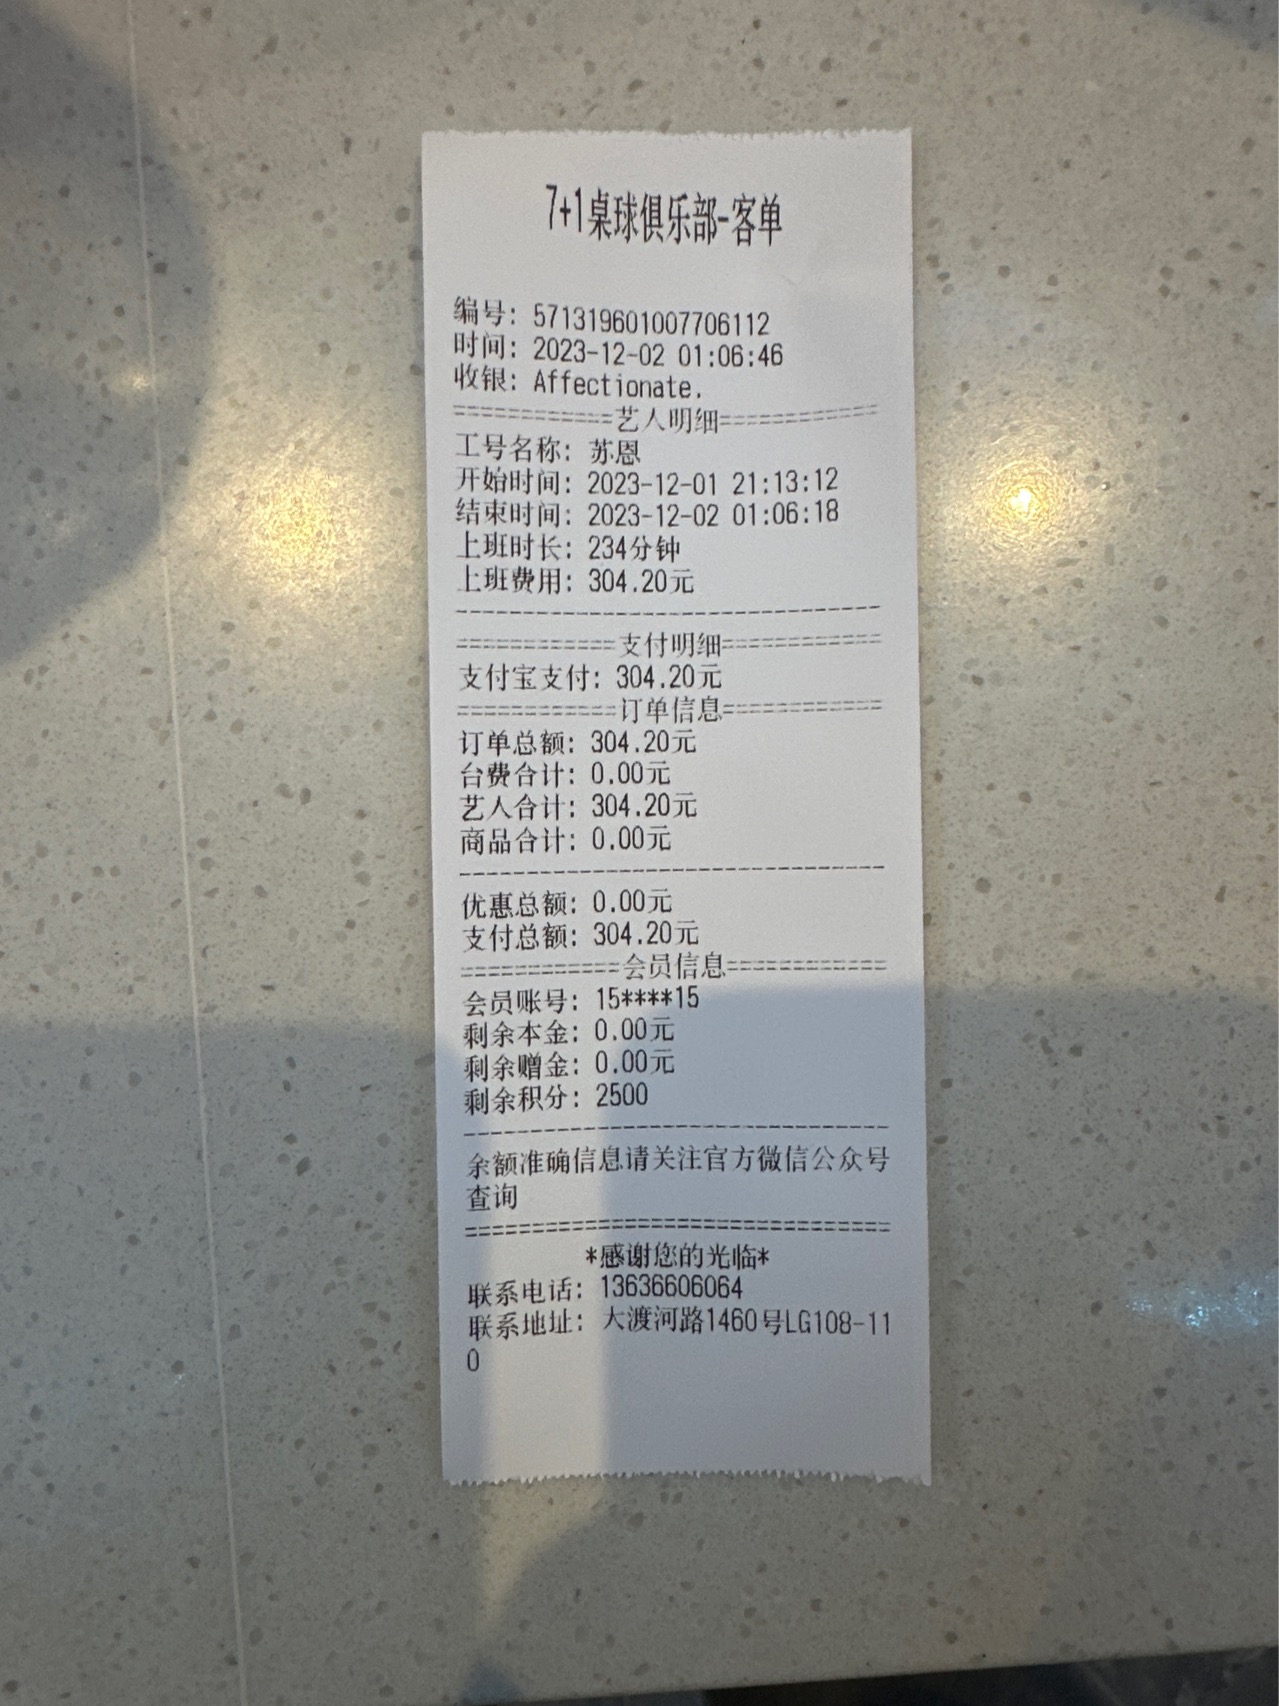 7+1桌球俱乐部-客单
编号: 571319601007706112
时间: 2023-12-02 01:06:46
收银: Affectionate.
============艺人明细============
工号名称: 苏恩
开始时间: 2023-12-01 21:13:12
结束时间: 2023-12-02 01:06:18
上班时长: 234分钟
上班费用: 304.20元
--------------------------------
============支付明细============
支付宝支付: 304.20元
============订单信息============
订单总额: 304.20元
台费合计: 0.00元
艺人合计: 304.20元
商品合计: 0.00元
--------------------------------
优惠总额: 0.00元
支付总额: 304.20元
============会员信息============
会员账号: 15****15
剩余本金: 0.00元
剩余赠金: 0.00元
剩余积分: 2500
--------------------------------
余额准确信息请关注官方微信公众号
查询
================================
*感谢您的光临*
联系电话: 13636606064
联系地址: 大渡河路1460号LG108-11
0